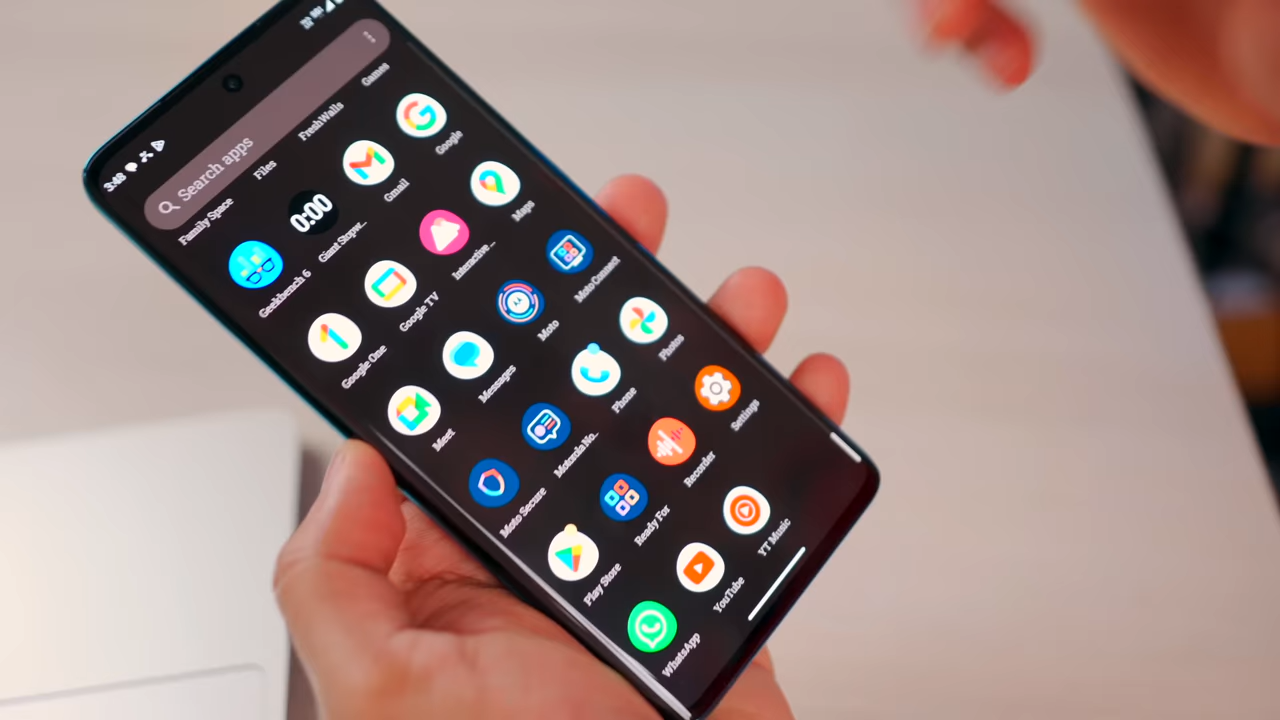 3:48
Search apps
Family Space
Files
FreshWalls
Games
0:00
Geekbench 6
Giant Stopw...
Gmail
Google
Google One
Google TV
Interactive...
Maps
Meet
Messages
Moto
Moto Connect
Moto Secure
Motorola No...
Phone
Photos
Play Store
Ready For
Recorder
Settings
WhatsApp
YouTube
YT Music